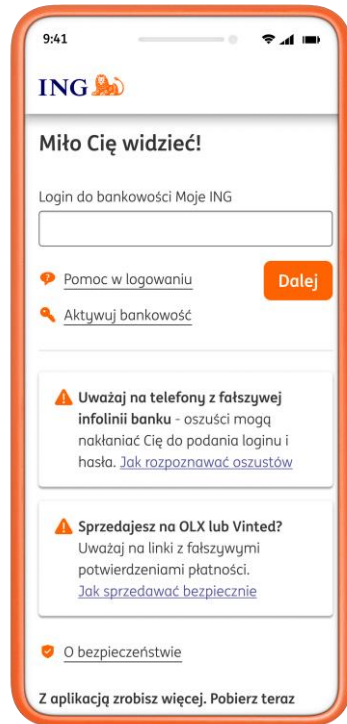 9:41
ING
Miło Cię widzieć!
Login do bankowości Moje ING
Pomoc w logowaniu
Dalej
Aktywuj bankowość
Uważaj na telefony z fałszywej
infolinii banku - oszuści mogą
nakłaniać Cię do podania loginu i
hasła. Jak rozpoznawać oszustów
Sprzedajesz na OLX lub Vinted?
Uważaj na linki z fałszywymi
potwierdzeniami płatności.
Jak sprzedawać bezpiecznie
O bezpieczeństwie
Z aplikacją zrobisz więcej. Pobierz teraz